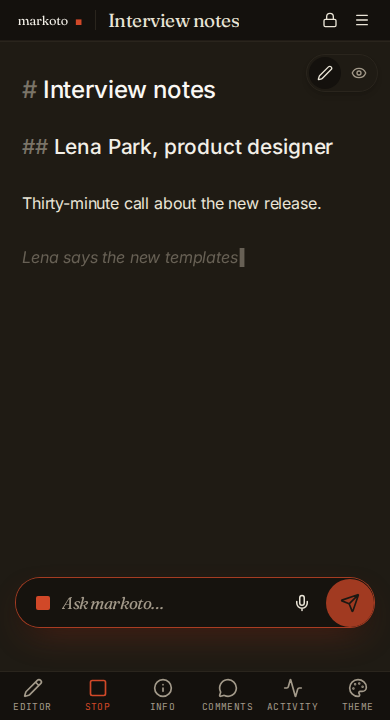 markoto
Interview notes
# Interview notes
## Lena Park, product designer
Thirty-minute call about the new release.
Lena says the new templates
Ask markoto...
EDITOR
STOP
INFO
COMMENTS
ACTIVITY
THEME